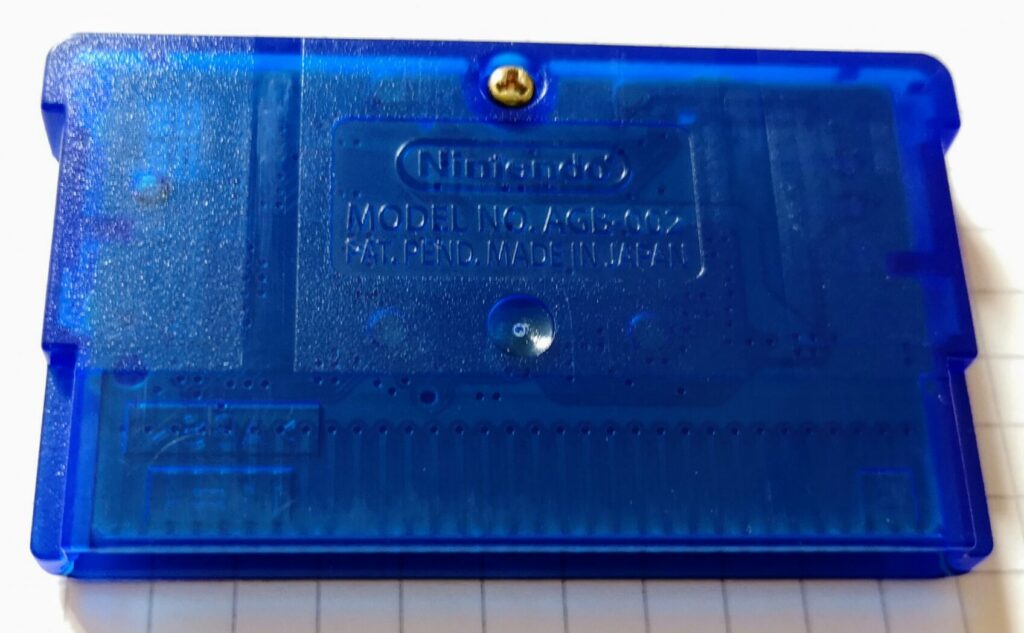 Nintendo®
MODEL NO. AGB-002
PAT. PEND. MADE IN JAPAN